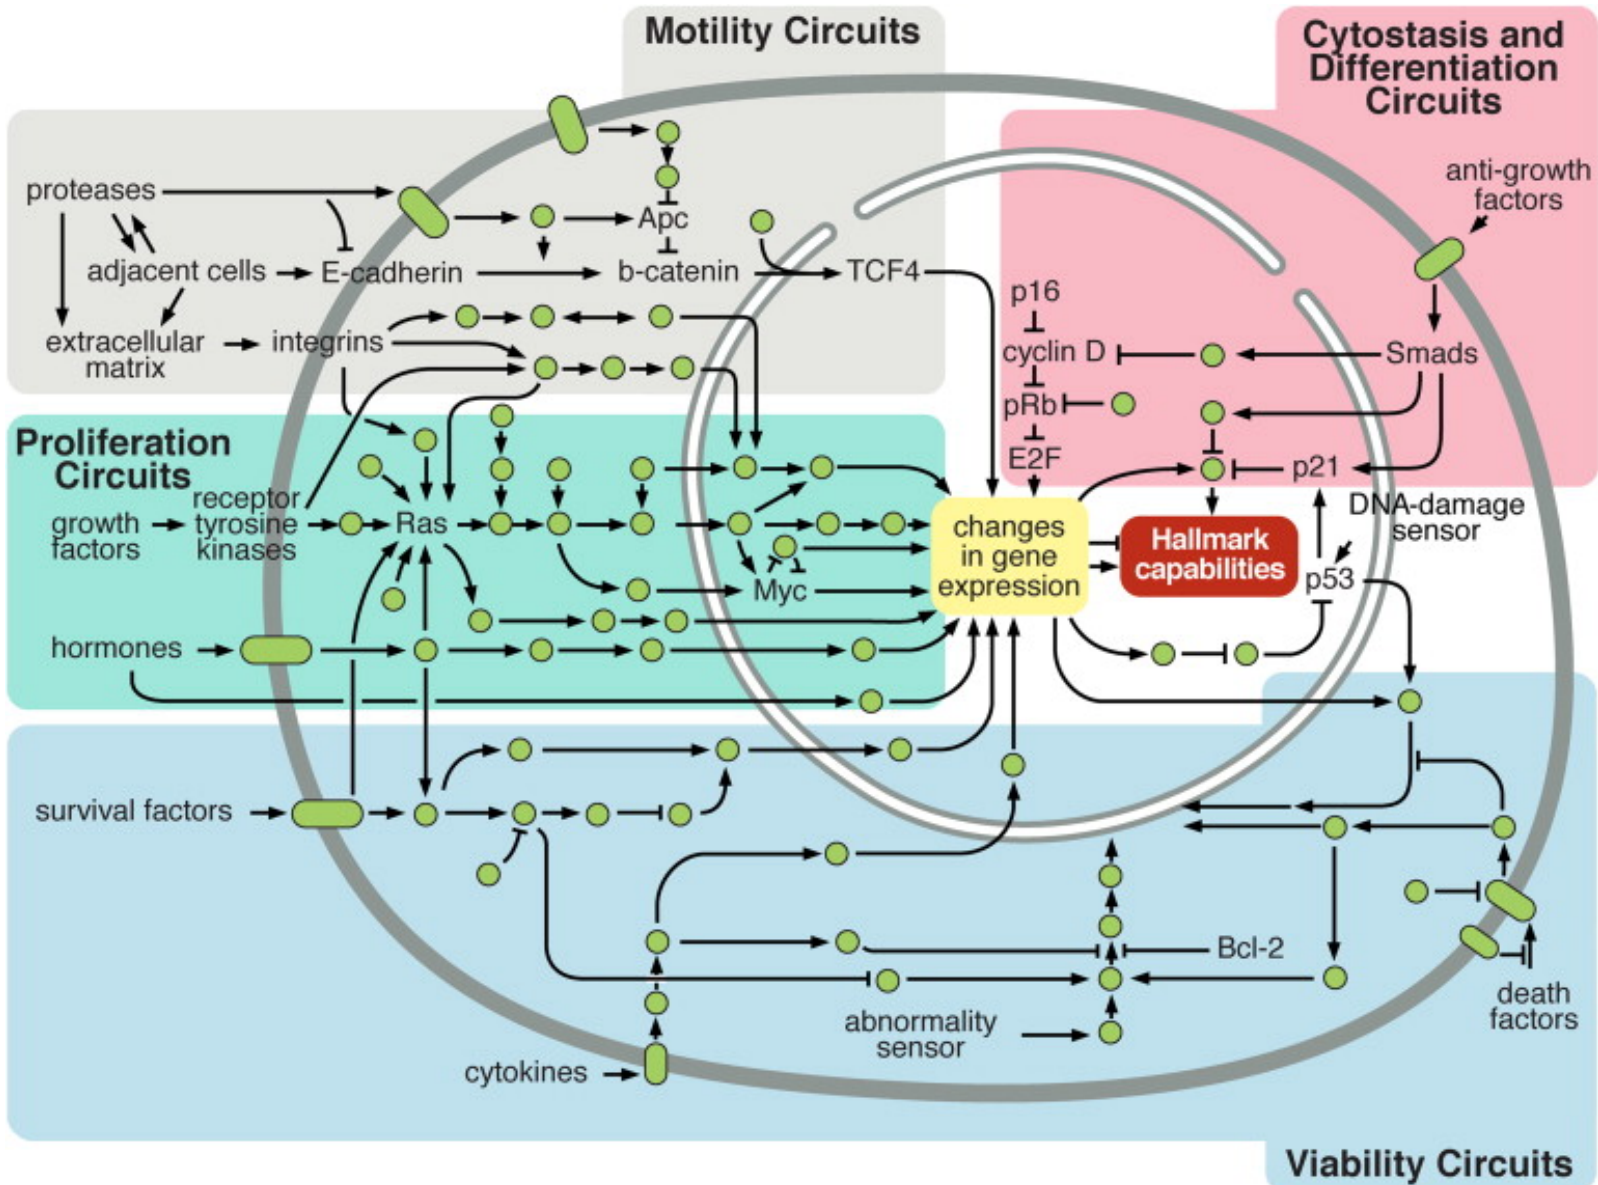 Motility Circuits
Cytostasis and
Differentiation
Circuits
proteases
adjacent cells
extracellular
matrix
E-cadherin
integrins
Apc
b-catenin
TCF4
anti-growth
factors
p16
cyclin D
pRb
E2F
Smads
p21
DNA-damage
sensor
p53
Proliferation
Circuits
growth
factors
receptor
tyrosine
kinases
Ras
Myc
changes
in gene
expression
Hallmark
capabilities
hormones
survival factors
cytokines
abnormality
sensor
Bcl-2
death
factors
Viability Circuits